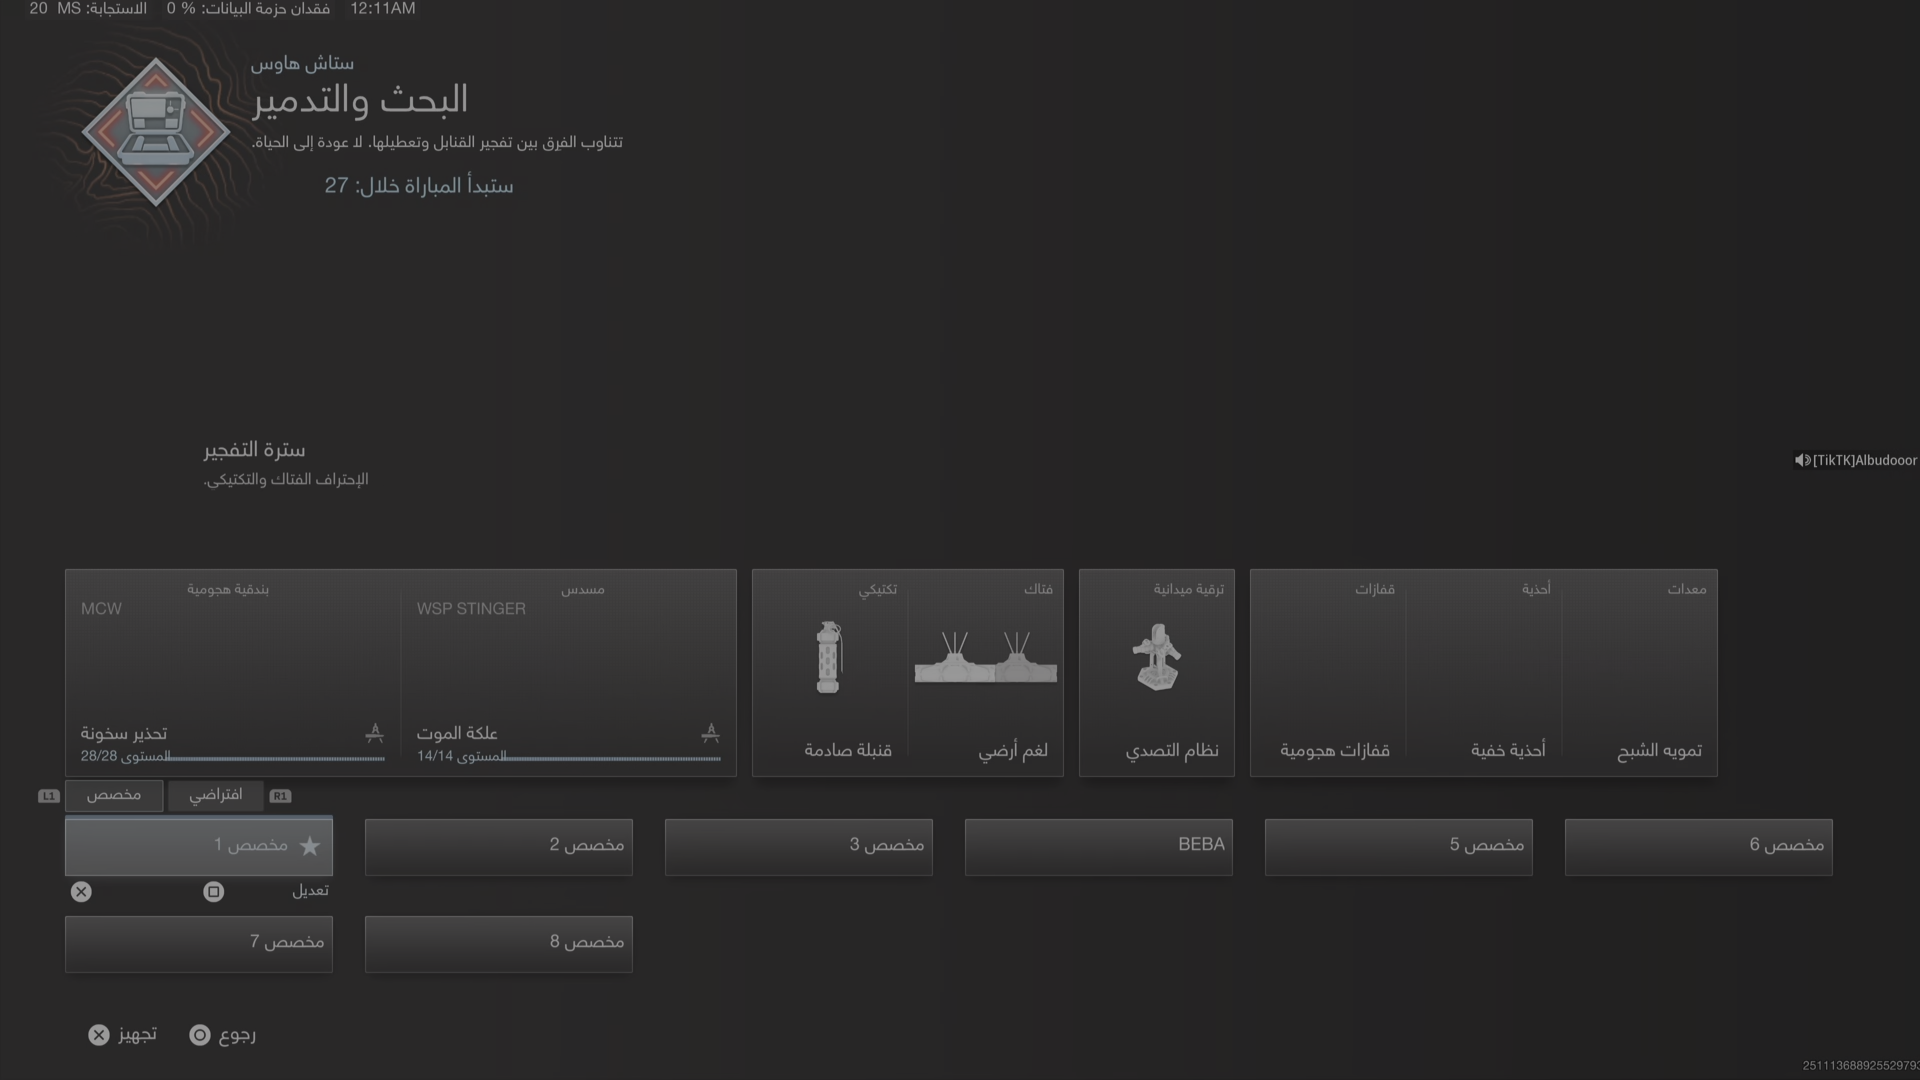 20 MS :الاستجابة 0 % :فقدان حزمة البيانات 12:11AM
ستاش هاوس
البحث والتدمير
تتناوب الفرق بين تفجير القنابل وتعطيلها. لا عودة إلى الحياة.
ستبدأ المباراة خلال: 27
سترة التفجير
الإحتراف الفتاك والتكتيكي.
[TikTK]Albudooor
بندقية هجومية
MCW
تحذير سخونة
المستوى 28/28
مسدس
WSP STINGER
علكة الموت
المستوى 14/14
تكتيكي
قنبلة صادمة
فتاك
لغم أرضي
ترقية ميدانية
نظام التصدي
قفازات
قفازات هجومية
أحذية
أحذية خفية
معدات
تمويه الشبح
L1 مخصص افتراضي R1
مخصص 1
مخصص 2
مخصص 3
BEBA
مخصص 5
مخصص 6
تعديل
مخصص 7
مخصص 8
تجهيز
رجوع
251113688925529793